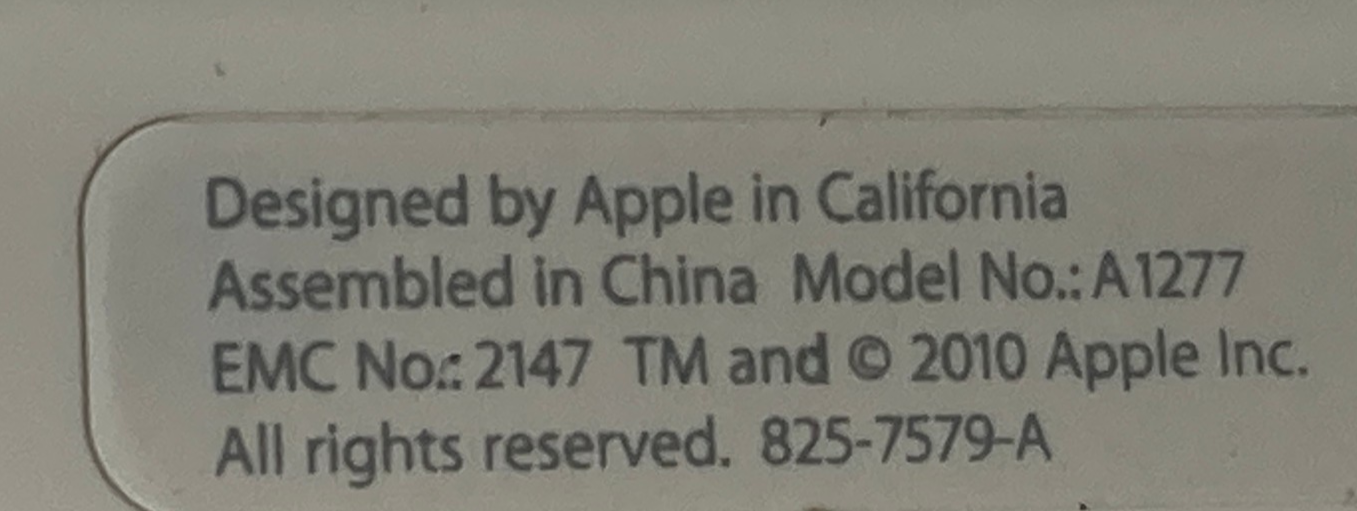 Designed by Apple in California
Assembled in China Model No.: A1277
EMC No.: 2147 TM and © 2010 Apple Inc.
All rights reserved. 825-7579-A